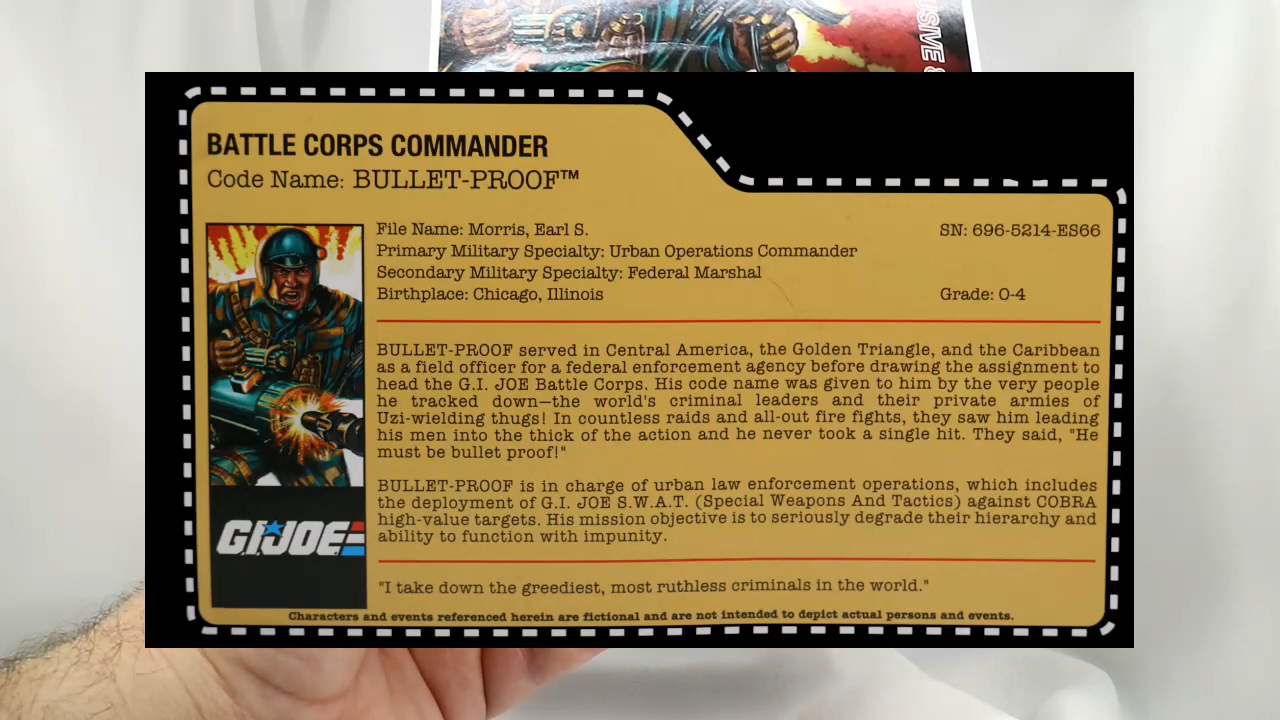 USIVE &
BATTLE CORPS COMMANDER
Code Name: BULLET-PROOF™
File Name: Morris, Earl S.
SN: 696-5214-ES66
Primary Military Specialty: Urban Operations Commander
Secondary Military Specialty: Federal Marshal
Birthplace: Chicago, Illinois
Grade: O-4
BULLET-PROOF served in Central America, the Golden Triangle, and the Caribbean
as a field officer for a federal enforcement agency before drawing the assignment to
head the G.I. JOE Battle Corps. His code name was given to him by the very people
he tracked down—the world's criminal leaders and their private armies of
Uzi-wielding thugs! In countless raids and all-out fire fights, they saw him leading
his men into the thick of the action and he never took a single hit. They said, "He
must be bullet proof!"
BULLET-PROOF is in charge of urban law enforcement operations, which includes
the deployment of G.I. JOE S.W.A.T. (Special Weapons And Tactics) against COBRA
high-value targets. His mission objective is to seriously degrade their hierarchy and
ability to function with impunity.
GI JOE
"I take down the greediest, most ruthless criminals in the world."
Characters and events referenced herein are fictional and are not intended to depict actual persons and events.